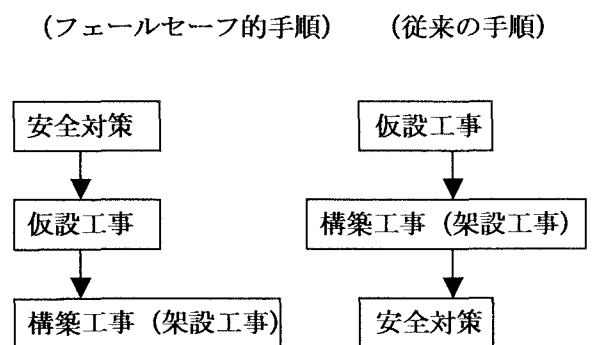 (フェールセーフ的手順) (従来の手順)
安全対策 仮設工事
仮設工事 構築工事(架設工事)
構築工事(架設工事) 安全対策